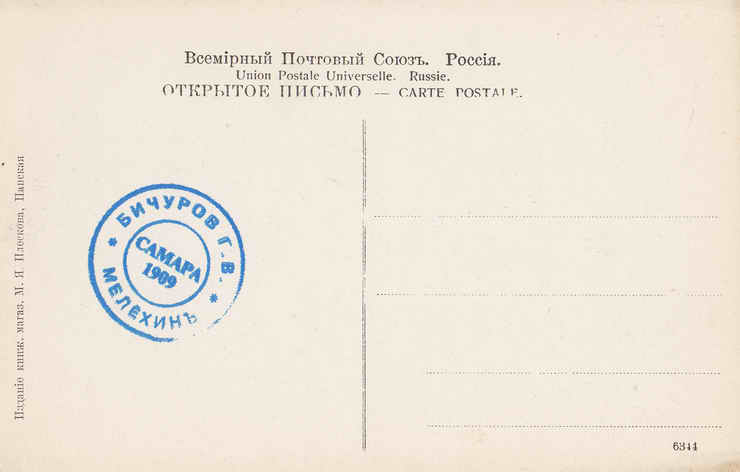 Всемірный Почтовый Союзъ. Россія.
Union Postale Universelle. Russie.
ОТКРЫТОЕ ПИСЬМО — CARTE POSTALE.
Изданіе книж. магаз. М. Я. Плескова, Панская
* БИЧУРОВ Г. В. *
САМАРА
1909
МЕЛЕХИНЪ
6344